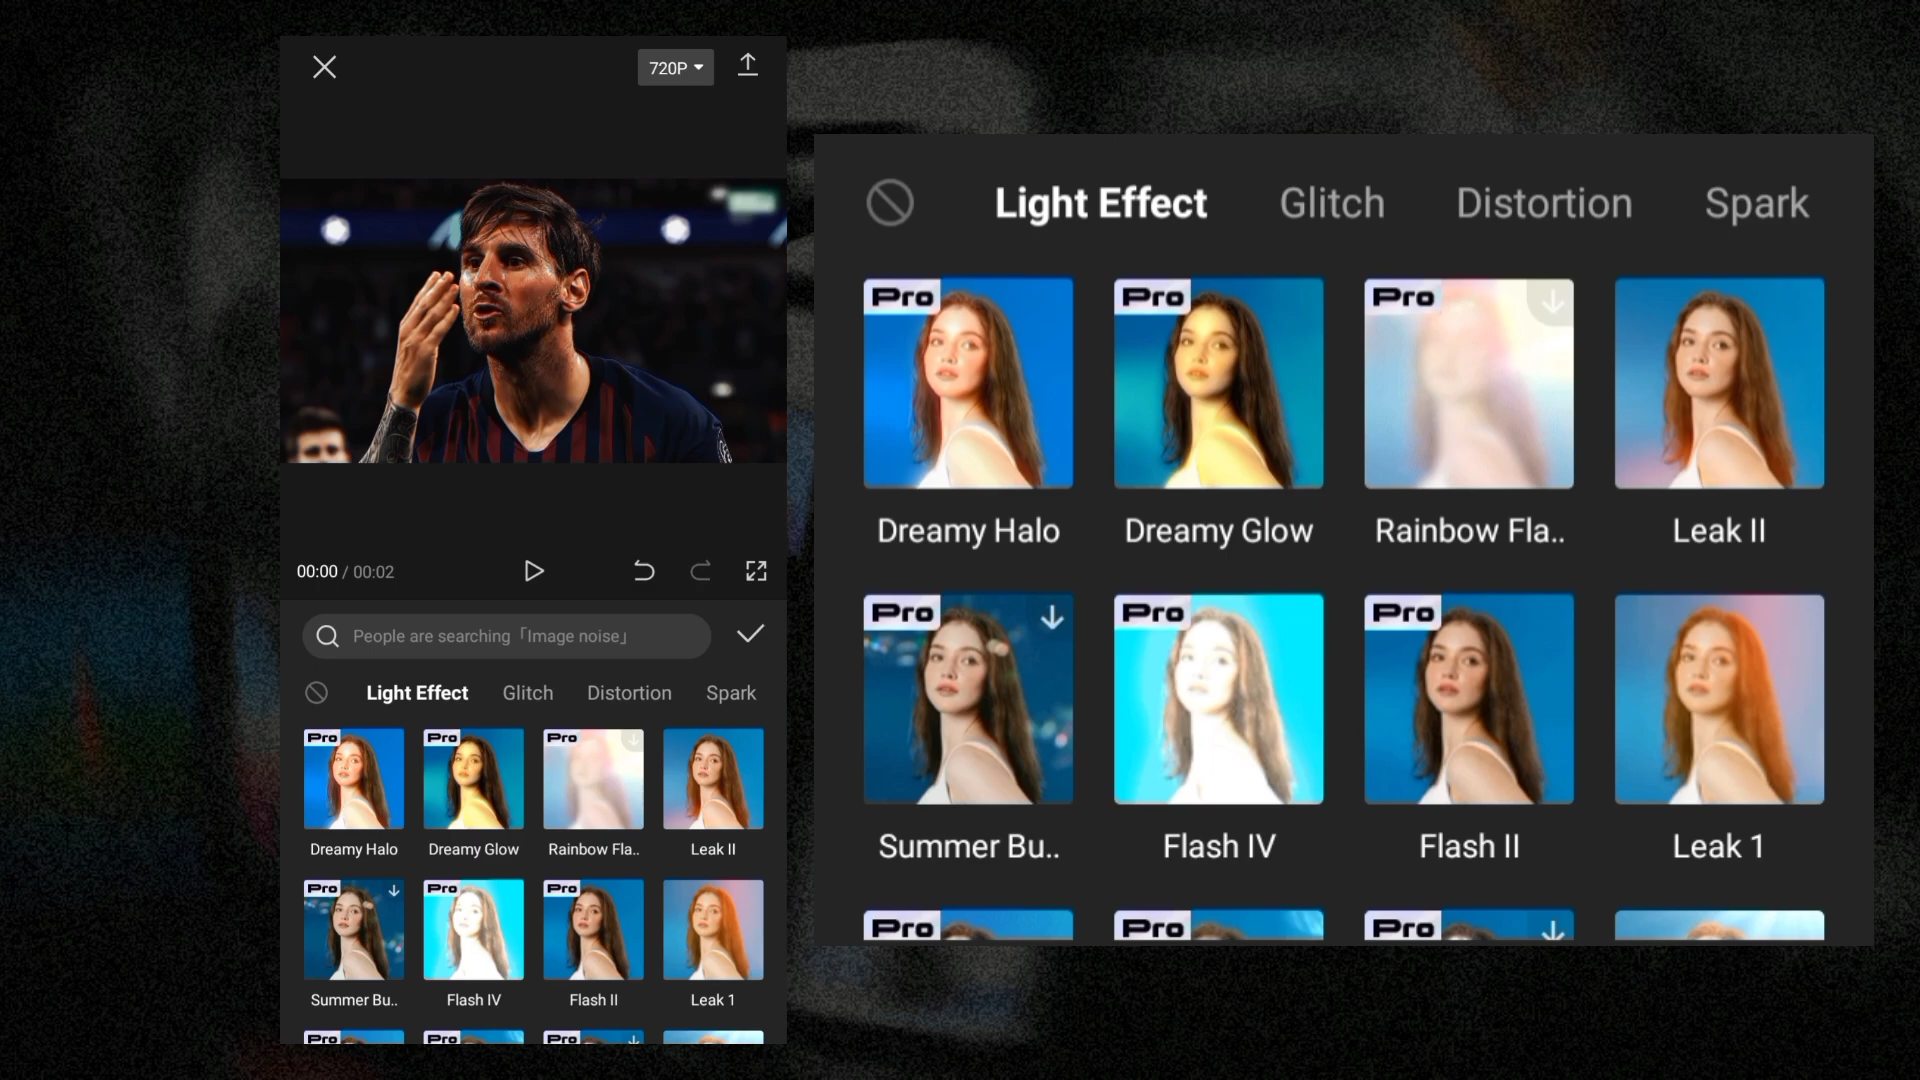 720P
00:00 / 00:02
People are searching「Image noise」
Light Effect Glitch Distortion Spark
Pro Pro Pro
Dreamy Halo Dreamy Glow Rainbow Fla.. Leak II
Pro Pro Pro
Summer Bu.. Flash IV Flash II Leak 1
Pro Pro Pro
Light Effect Glitch Distortion Spark
Pro Pro Pro
Dreamy Halo Dreamy Glow Rainbow Fla.. Leak II
Pro Pro Pro
Summer Bu.. Flash IV Flash II Leak 1
Pro Pro Pro